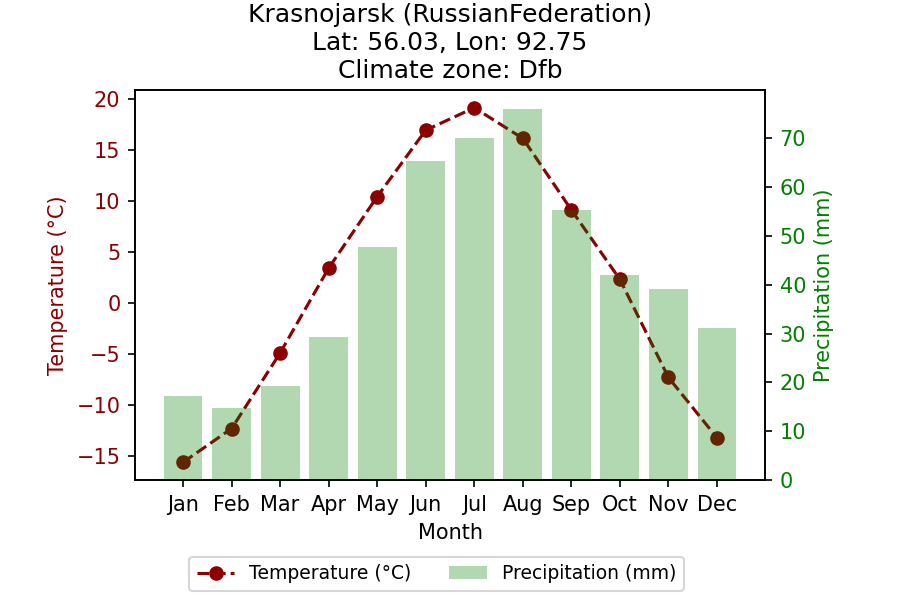 Krasnojarsk (RussianFederation)
Lat: 56.03, Lon: 92.75
Climate zone: Dfb
Temperature (°C)
20
15
10
5
0
−5
−10
−15
70
60
50
40
30
20
10
0
Precipitation (mm)
Jan Feb Mar Apr May Jun Jul Aug Sep Oct Nov Dec
Month
Temperature (°C) Precipitation (mm)